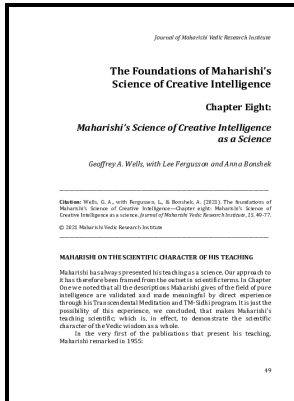 Journal of Maharishi Vedic Research Institute
The Foundations of Maharishi's
Science of Creative Intelligence
Chapter Eight:
Maharishi's Science of Creative Intelligence
as a Science
Geoffrey A. Wells, with Lee Fergusson and Anna Bonshek
Citation: Wells, G. A., with Fergusson, L., & Bonshek, A. (2021). The foundations of
Maharishi's Science of Creative Intelligence—Chapter eight: Maharishi's Science of
Creative Intelligence as a science. Journal of Maharishi Vedic Research Institute, 15, 49-77.
© 2021 Maharishi Vedic Research Institute
MAHARISHI ON THE SCIENTIFIC CHARACTER OF HIS TEACHING
Maharishi has always presented his teaching as a science. Our approach to
it has therefore been framed from the outset in scientific terms. In Chapter
One we noted that all the descriptions Maharishi gives of the field of pure
intelligence are validated and made meaningful by direct experience
through his Transcendental Meditation and TM-Sidhi program. It is just the
possibility of this experience, we concluded, that makes Maharishi's
teaching scientific; which is, in effect, to demonstrate the scientific
character of the Vedic wisdom as a whole.
In the very first of the publications that present his teaching,
Maharishi remarked in 1955:
49